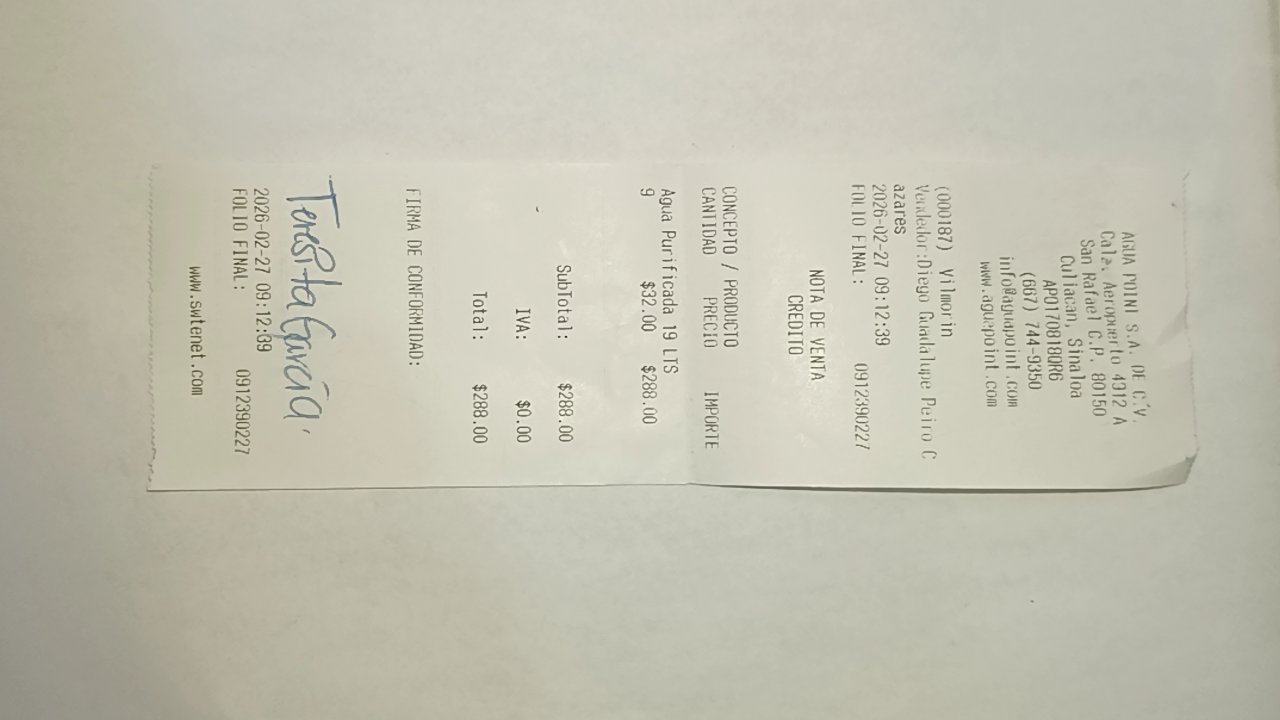 AGUA POINT S.A. DE C.V.
Calz. Aeropuerto 4312 A
San Rafael C.P. 80150
Culiacan, Sinaloa
APO1708180R6
(667) 744-9350
info@aguapoint.com
www.aguapoint.com
(000187) Vilmorin
Vendedor:Diego Guadalupe Peiro C
azares
2026-02-27 09:12:39
FOLIO FINAL: 0912390227
NOTA DE VENTA
CREDITO
CONCEPTO / PRODUCTO
CANTIDAD PRECIO IMPORTE
Agua Purificada 19 LTS
9 $32.00 $288.00
SubTotal: $288.00
IVA: $0.00
Total: $288.00
FIRMA DE CONFORMIDAD:
Teresita García.
2026-02-27 09:12:39
FOLIO FINAL: 0912390227
www.swtenet.com